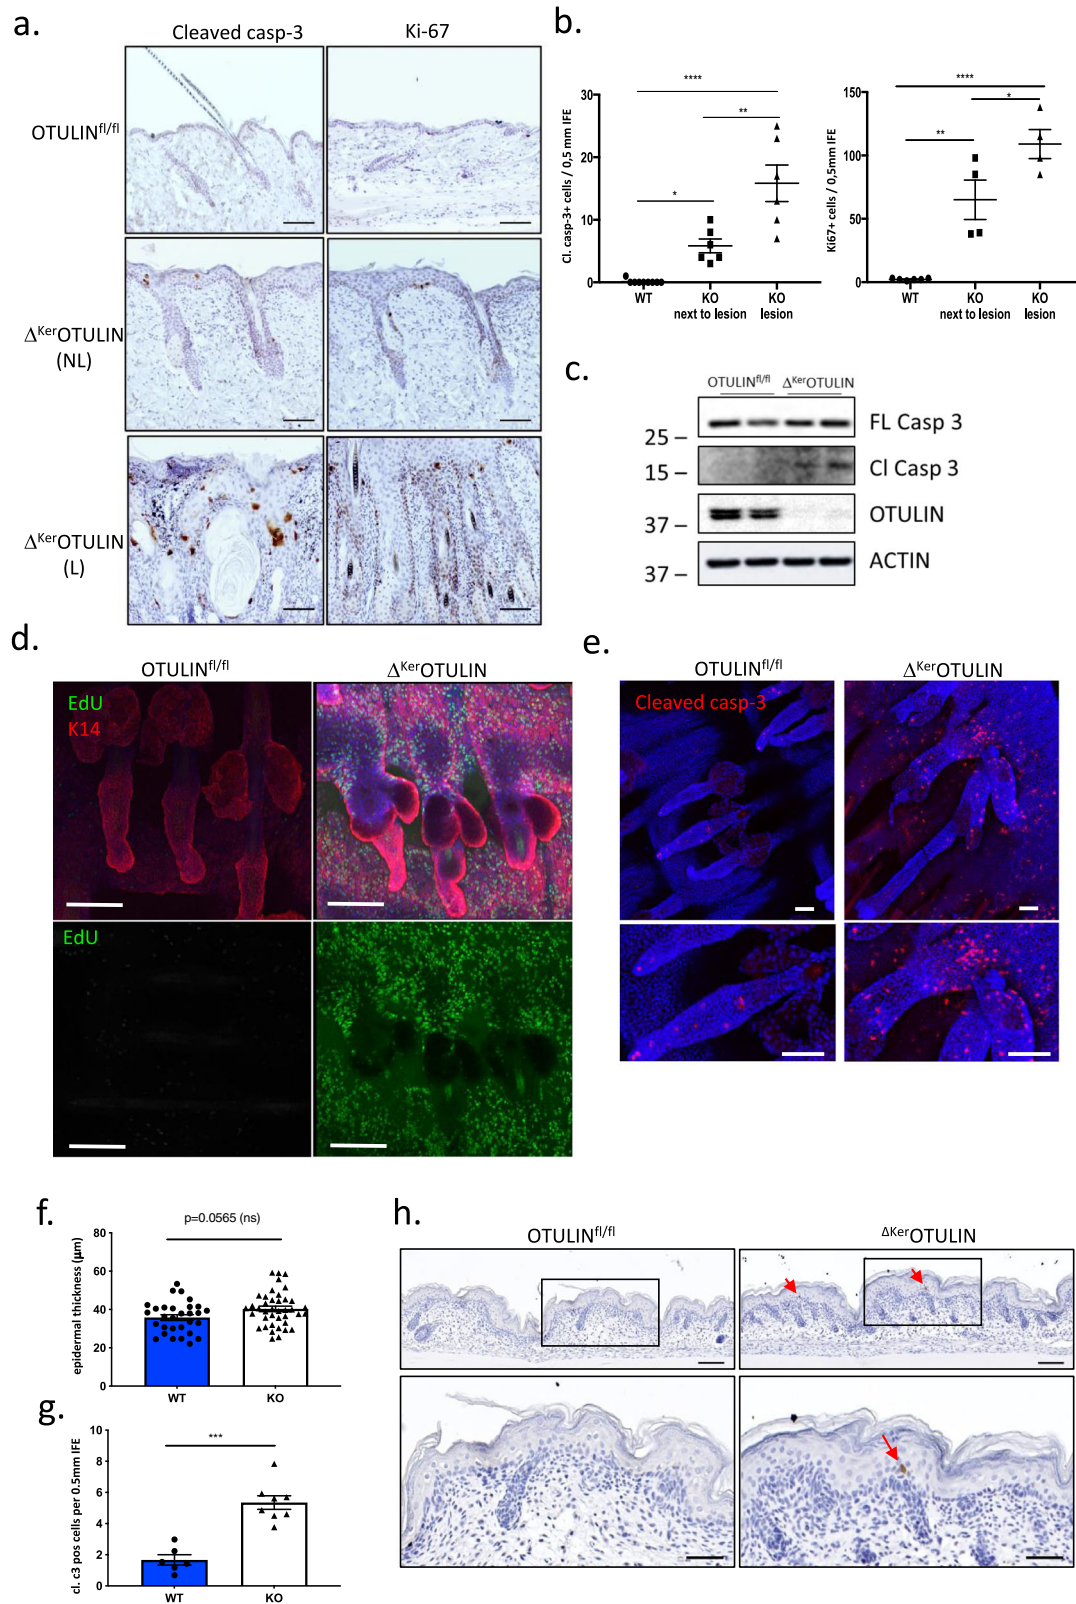 a.
Cleaved casp-3
Ki-67
OTULINfl/fl
ΔKerOTULIN
(NL)
ΔKerOTULIN
(L)
b.
Cl. casp-3+ cells / 0,5 mm IFE
30
20
10
0
****
**
*
WT
KO
next to lesion
KO
lesion
Ki67+ cells / 0,5mm IFE
150
100
50
0
****
*
**
WT
KO
next to lesion
KO
lesion
c.
OTULINfl/fl
ΔKerOTULIN
25 –
FL Casp 3
15 –
Cl Casp 3
37 –
OTULIN
37 –
ACTIN
d.
OTULINfl/fl
ΔKerOTULIN
EdU
K14
EdU
e.
OTULINfl/fl
ΔKerOTULIN
Cleaved casp-3
f.
p=0.0565 (ns)
epidermal thickness (μm)
80
60
40
20
0
WT
KO
g.
cl. c3 pos cells per 0.5mm IFE
10
8
6
4
2
0
***
WT
KO
h.
OTULINfl/fl
ΔKerOTULIN